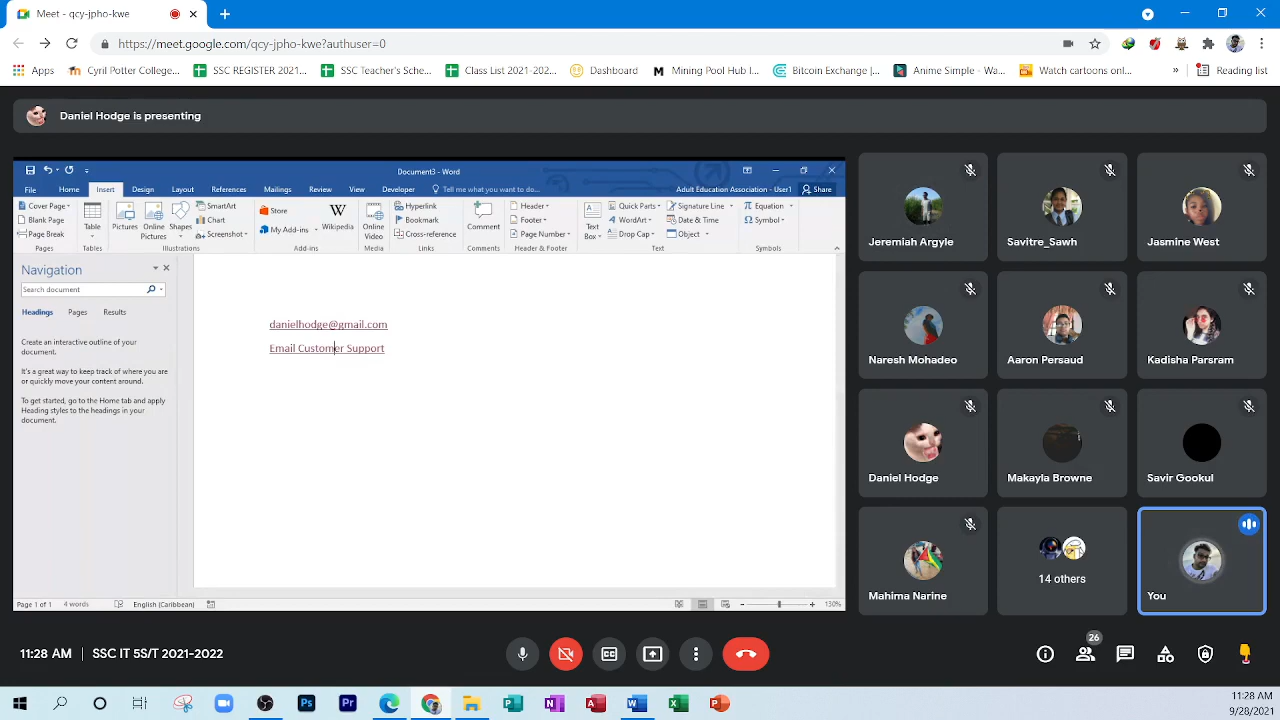 Meet - qcy-jpho-kwe
https://meet.google.com/qcy-jpho-kwe?authuser=0
Apps
Cyril Potter College...
SSC REGISTER 2021...
SSC Teacher's Sche...
Class List 2021-202...
Dashboard
Mining Pool Hub I...
Bitcoin Exchange |...
Anime Simple - Wa...
Watch cartoons onl...
»
Reading list
Daniel Hodge is presenting
Document3 - Word
File Home Insert Design Layout References Mailings Review View Developer Tell me what you want to do... Adult Education Association - User1 Share
Cover Page
Blank Page
Page Break
Pages
Table
Tables
Pictures
Online Pictures
Shapes
SmartArt
Chart
Screenshot
Illustrations
Store
My Add-ins
Wikipedia
Add-ins
Online Video
Media
Hyperlink
Bookmark
Cross-reference
Links
Comment
Comments
Header
Footer
Page Number
Header & Footer
Text Box
Quick Parts
WordArt
Drop Cap
Signature Line
Date & Time
Object
Text
Equation
Symbol
Symbols
Navigation
Search document
Headings Pages Results
Create an interactive outline of your
document.
It's a great way to keep track of where you are
or quickly move your content around.
To get started, go to the Home tab and apply
Heading styles to the headings in your
document.
danielhodge@gmail.com
Email Customer Support
Page 1 of 1 4 words English (Caribbean) 130%
Jeremiah Argyle
Savitre_Sawh
Jasmine West
Naresh Mohadeo
Aaron Persaud
Kadisha Parsram
Daniel Hodge
Makayla Browne
Savir Gookul
Mahima Narine
14 others
You
11:28 AM | SSC IT 5S/T 2021-2022
26
11:28 AM
9/28/2021